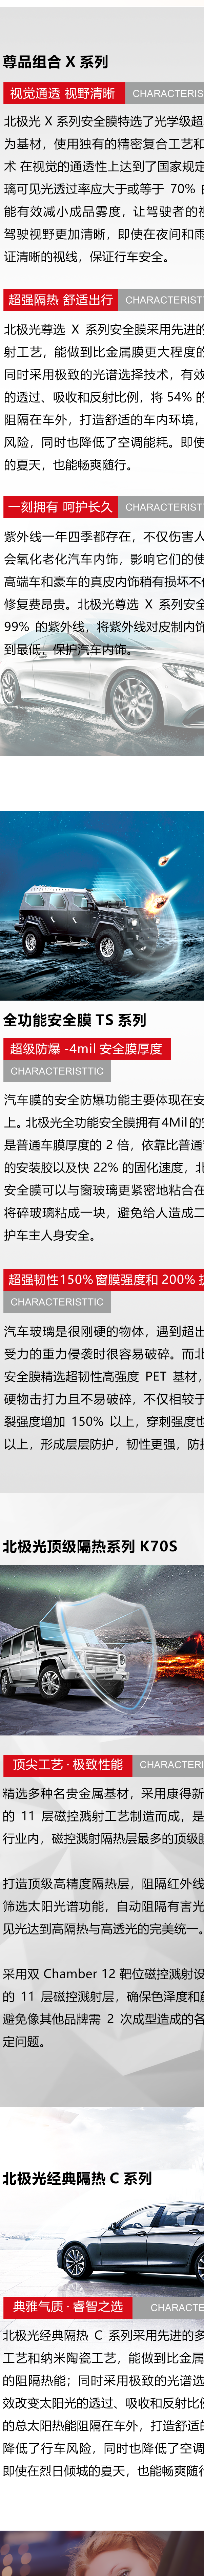 尊品组合 X 系列
视觉通透 视野清晰
CHARACTERIS
北极光 X 系列安全膜特选了光学级超
为基材，使用独有的精密复合工艺和
术 在视觉的通透性上达到了国家规定
璃可见光透过率应大于或等于 70% 的
能有效减小成品雾度，让驾驶者的视
驾驶视野更加清晰，即使在夜间和雨
证清晰的视线，保证行车安全。
超强隔热 舒适出行
CHARACTERIST
北极光尊选 X 系列安全膜采用先进的
射工艺，能做到比金属膜更大程度的
同时采用极致的光谱选择技术，有效
的透过、吸收和反射比例，将 54% 的
阻隔在车外，打造舒适的车内环境，
风险，同时也降低了空调能耗。即使
的夏天，也能畅爽随行。
一刻拥有 呵护长久
CHARACTERIST
紫外线一年四季都存在，不仅伤害人
会氧化老化汽车内饰，影响它们的使
高端车和豪车的真皮内饰稍有损坏不仅
修复费昂贵。北极光尊选 X 系列安全
99% 的紫外线，将紫外线对皮制内饰
到最低，保护汽车内饰。
全功能安全膜 TS 系列
超级防爆 -4mil 安全膜厚度
CHARACTERISTTIC
汽车膜的安全防爆功能主要体现在安
上。北极光全功能安全膜拥有4Mil的安
是普通车膜厚度的 2 倍，依靠比普通
的安装胶以及快 22% 的固化速度，北
安全膜可以与窗玻璃更紧密地粘合在
将碎玻璃粘成一块，避免给人造成二
护车主人身安全。
超强韧性150% 窗膜强度和 200% 抗
CHARACTERISTTIC
汽车玻璃是很刚硬的物体，遇到超出
受力的重力侵袭时很容易破碎。而北
安全膜精选超韧性高强度 PET 基材，
硬物击打力且不易破碎，不仅相较于
裂强度增加 150% 以上，穿刺强度也
以上，形成层层防护，韧性更强，防护
北极光顶级隔热系列 K70S
顶尖工艺 · 极致性能
CHARACTERI
精选多种名贵金属基材，采用康得新
的 11 层磁控溅射工艺制造而成，是
行业内，磁控溅射隔热层最多的顶级膜
打造顶级高精度隔热层，阻隔红外线
筛选太阳光谱功能，自动阻隔有害光
见光达到高隔热与高透光的完美统一。
采用双 Chamber 12 靶位磁控溅射设
的 11 层磁控溅射层，确保色泽度和颜
避免像其他品牌需 2 次成型造成的各
定问题。
北极光经典隔热 C 系列
典雅气质 · 睿智之选
CHARACTE
北极光经典隔热 C 系列采用先进的多
工艺和纳米陶瓷工艺，能做到比金属
的阻隔热能；同时采用极致的光谱选
效改变太阳光的透过、吸收和反射比例
的总太阳热能阻隔在车外，打造舒适的
降低了行车风险，同时也降低了空调
即使在烈日倾城的夏天，也能畅爽随行